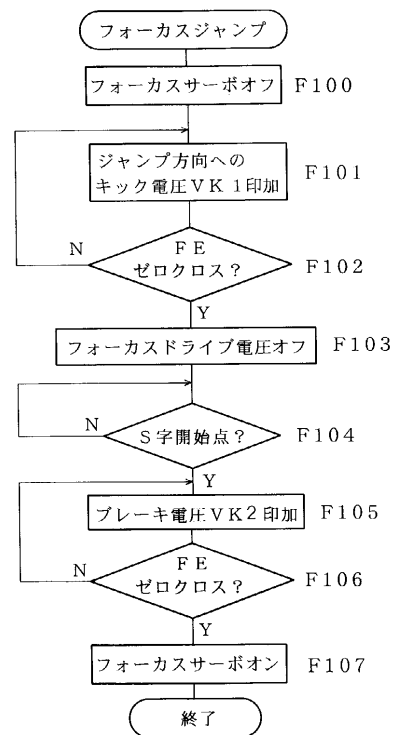 フォーカスジャンプ
フォーカスサーボオフ F100
ジャンプ方向への
キック電圧VK1印加 F101
FE
ゼロクロス? F102
N
Y
フォーカスドライブ電圧オフ F103
S字開始点? F104
N
Y
ブレーキ電圧VK2印加 F105
FE
ゼロクロス? F106
N
Y
フォーカスサーボオン F107
終了